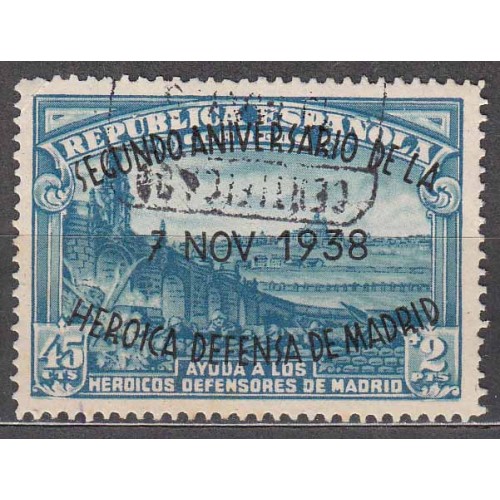 REPUBLICA ESPAÑOLA
SEGUNDO ANIVERSARIO DE LA
CERTIFICADO
7 NOV 1938
HEROICA DEFENSA DE MADRID
45 CTS
+ 2 PTS
AYUDA A LOS
HEROICOS DEFENSORES DE MADRID